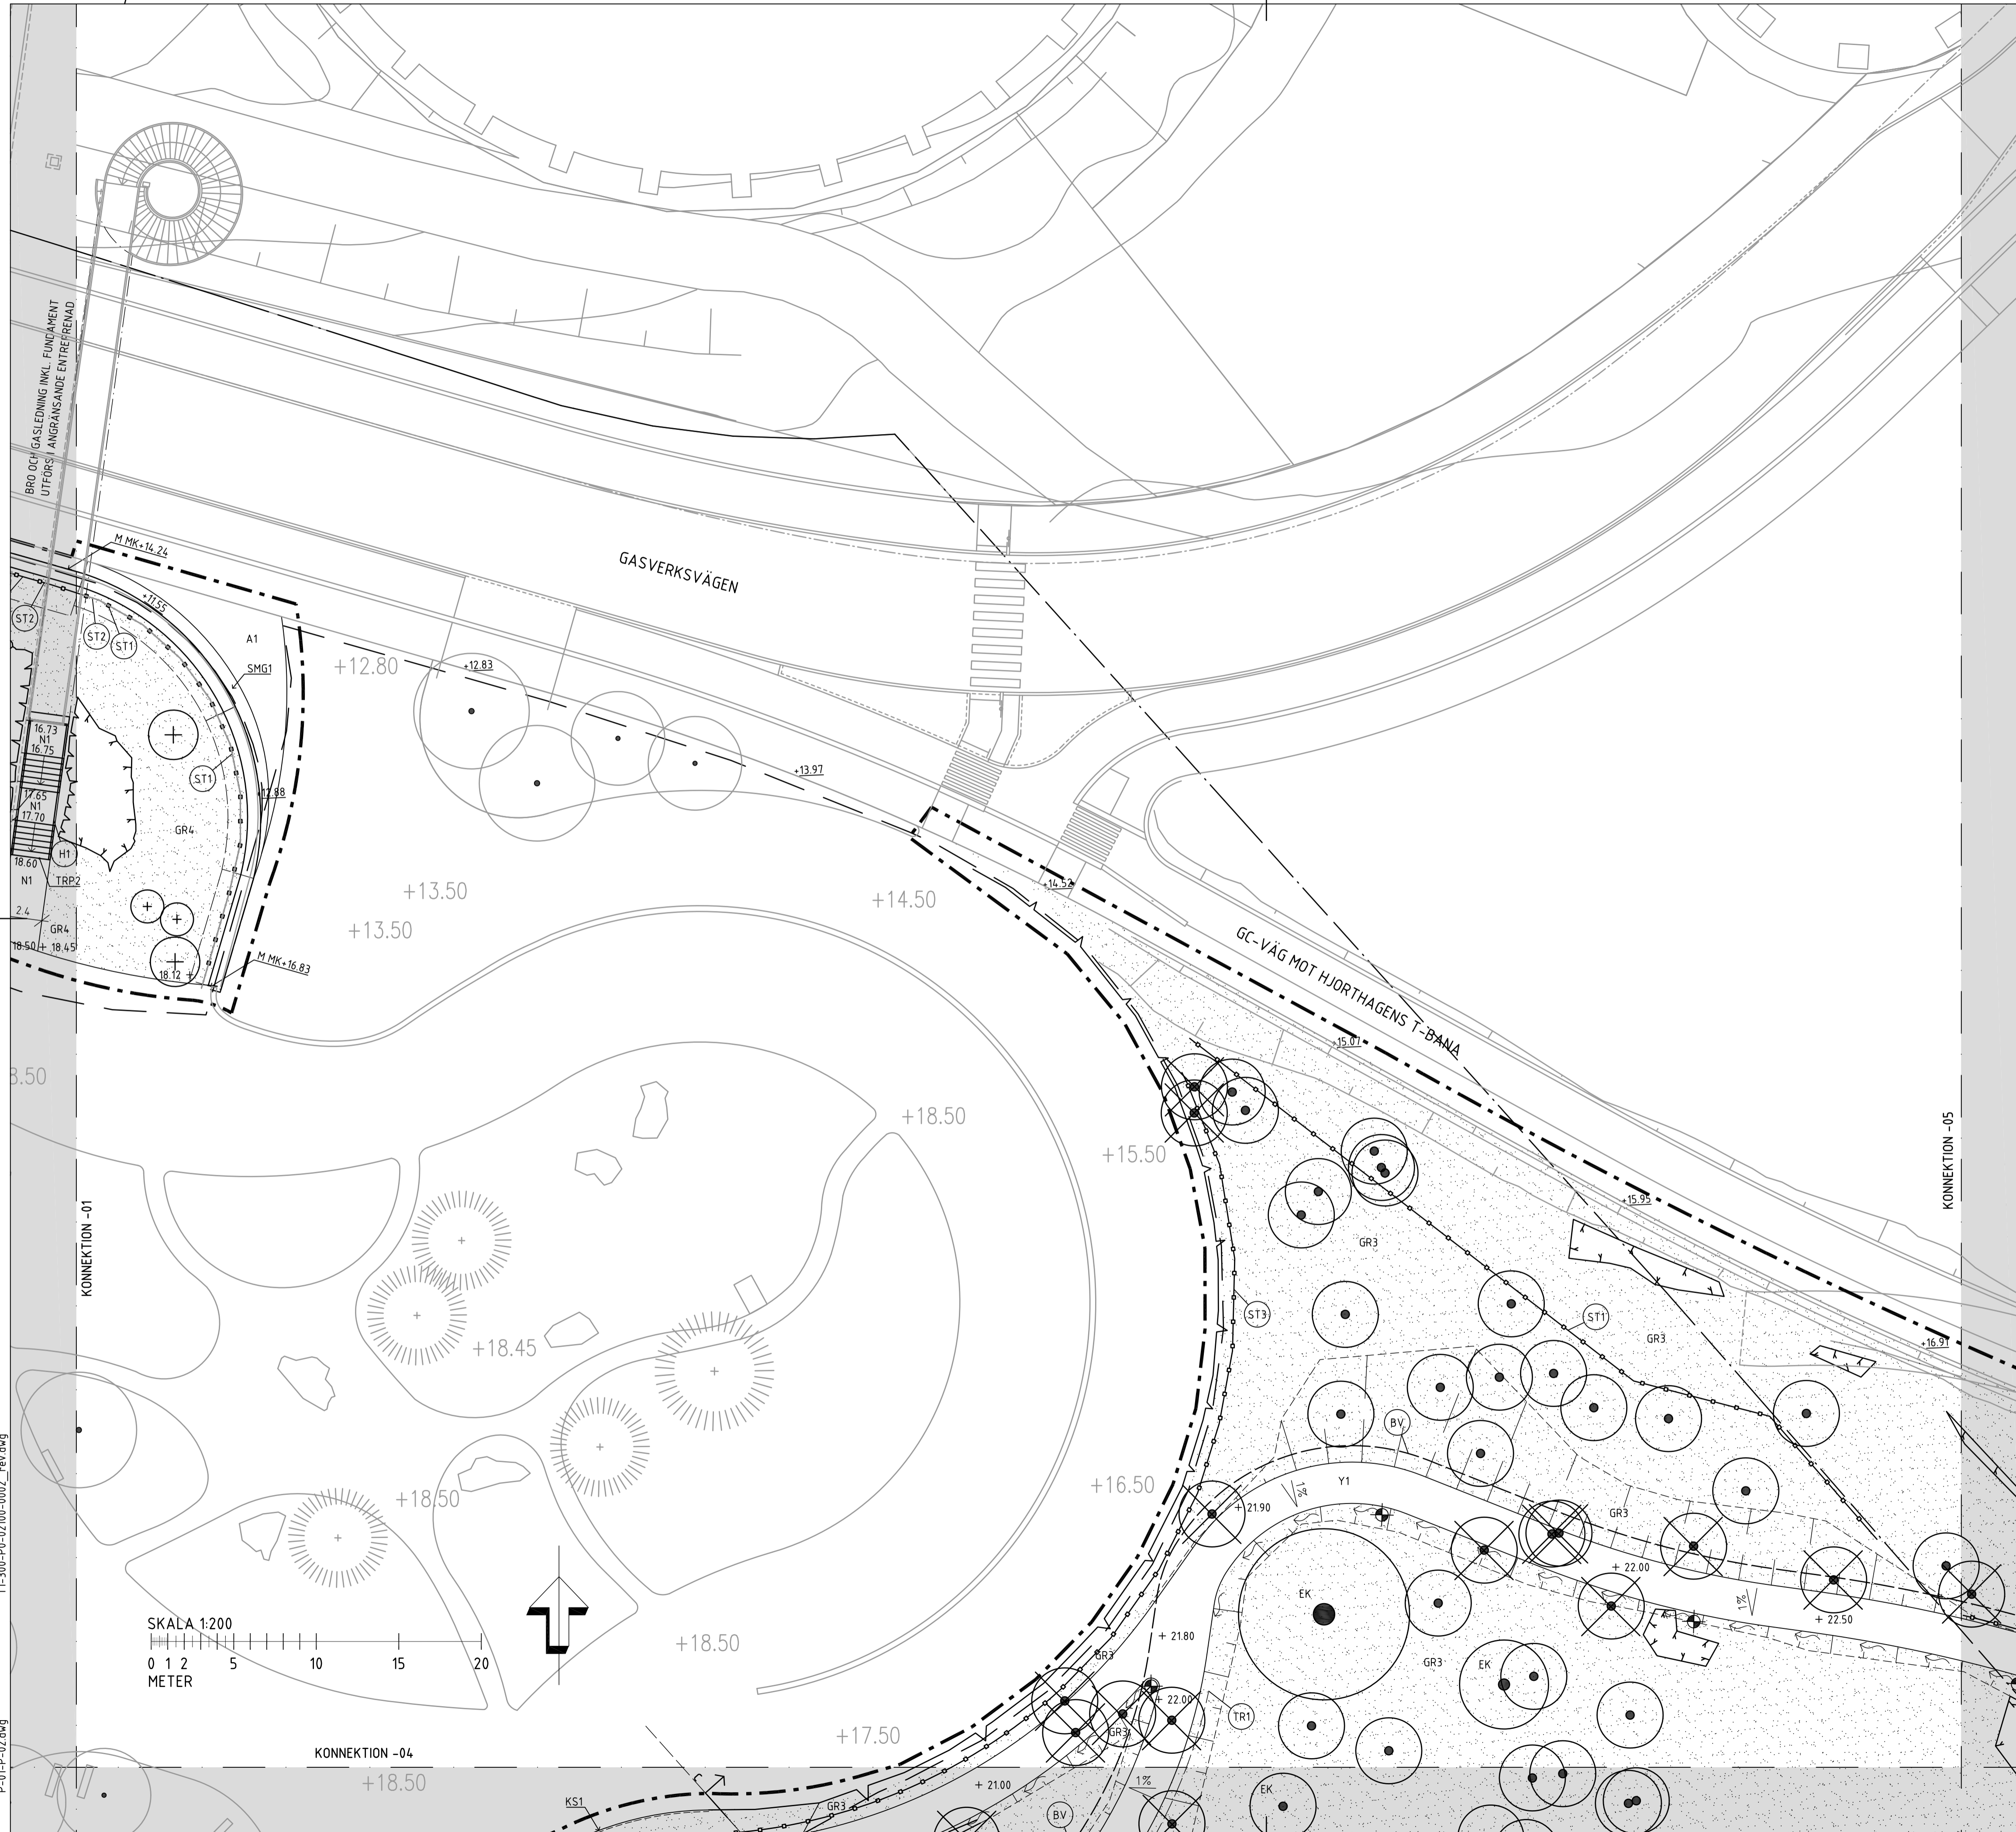 BRO OCH GASLEDNING INKL. FUNDAMENT
UTFÖRS I ANGRÄNSANDE ENTREPRENAD
M MK+14.24
+11.55
GASVERKSVÄGEN
ST2
ST2
ST1
A1
SMG1
+12.80
+12.83
16.73
N1
16.75
ST1
+13.97
17.65
N1
17.70
+12.88
GR4
H1
18.60
N1
TRP2
+14.52
+13.50
+14.50
2.4
GR4
+13.50
18.50 + 18.45
18.12 +
M MK+16.83
GC-VÄG MOT HJORTHAGENS T-BANA
+15.07
+18.50
+15.50
KONNEKTION -05
+15.95
KONNEKTION -01
GR3
ST3
ST1
GR3
+16.91
+18.45
BV
Y1
+16.50
1%
+ 21.90
+18.50
GR3
+ 22.00
EK
1%
+ 22.50
SKALA 1:200
0 1 2 5 10 15 20
METER
+18.50
+ 21.80
GR3
GR3
EK
+ 22.00
TR1
GR3
+17.50
KONNEKTION -04
+18.50
1%
+ 21.00
EK
KS1
GR3
BV
P-01-P-02.dwg